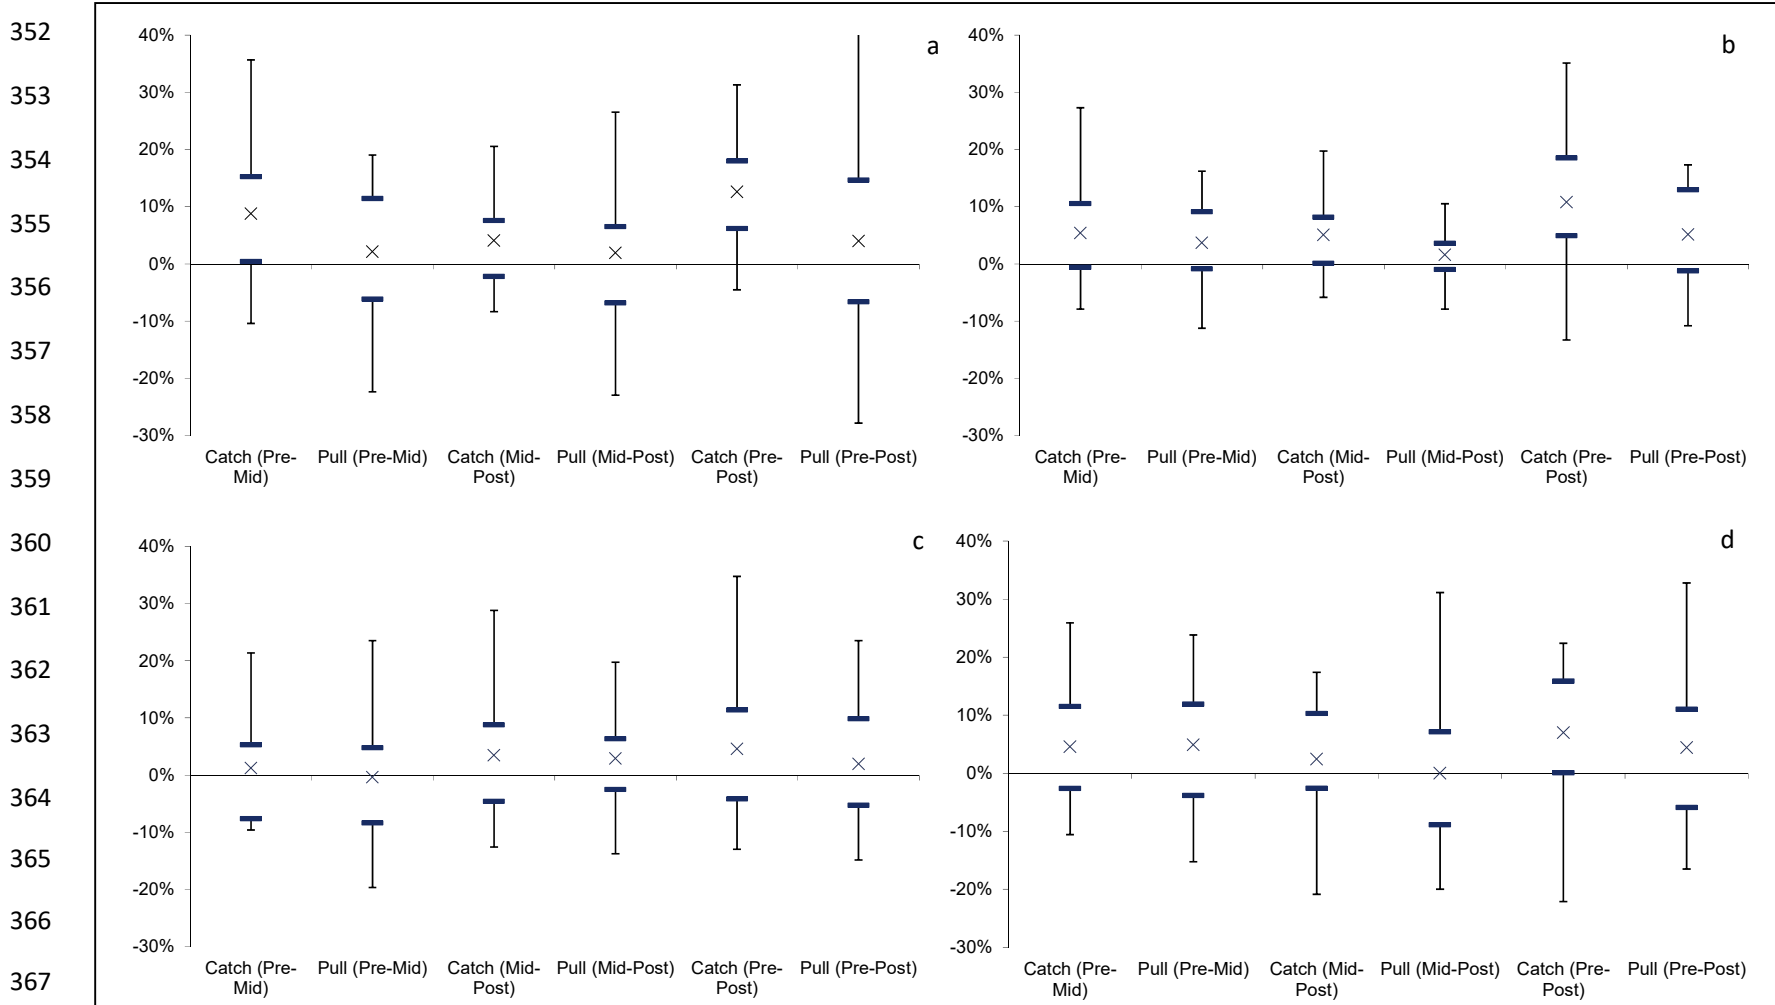 352
353
354
355
356
357
358
359
360
361
362
363
364
365
366
367
a
40%
30%
20%
10%
0%
-10%
-20%
-30%
Catch (Pre-
Mid)
Pull (Pre-Mid)
Catch (Mid-
Post)
Pull (Mid-Post)
Catch (Pre-
Post)
Pull (Pre-Post)
b
40%
30%
20%
10%
0%
-10%
-20%
-30%
Catch (Pre-
Mid)
Pull (Pre-Mid)
Catch (Mid-
Post)
Pull (Mid-Post)
Catch (Pre-
Post)
Pull (Pre-Post)
c
40%
30%
20%
10%
0%
-10%
-20%
-30%
Catch (Pre-
Mid)
Pull (Pre-Mid)
Catch (Mid-
Post)
Pull (Mid-Post)
Catch (Pre-
Post)
Pull (Pre-Post)
d
40%
30%
20%
10%
0%
-10%
-20%
-30%
Catch (Pre-
Mid)
Pull (Pre-Mid)
Catch (Mid-
Post)
Pull (Mid-Post)
Catch (Pre-
Post)
Pull (Pre-Post)